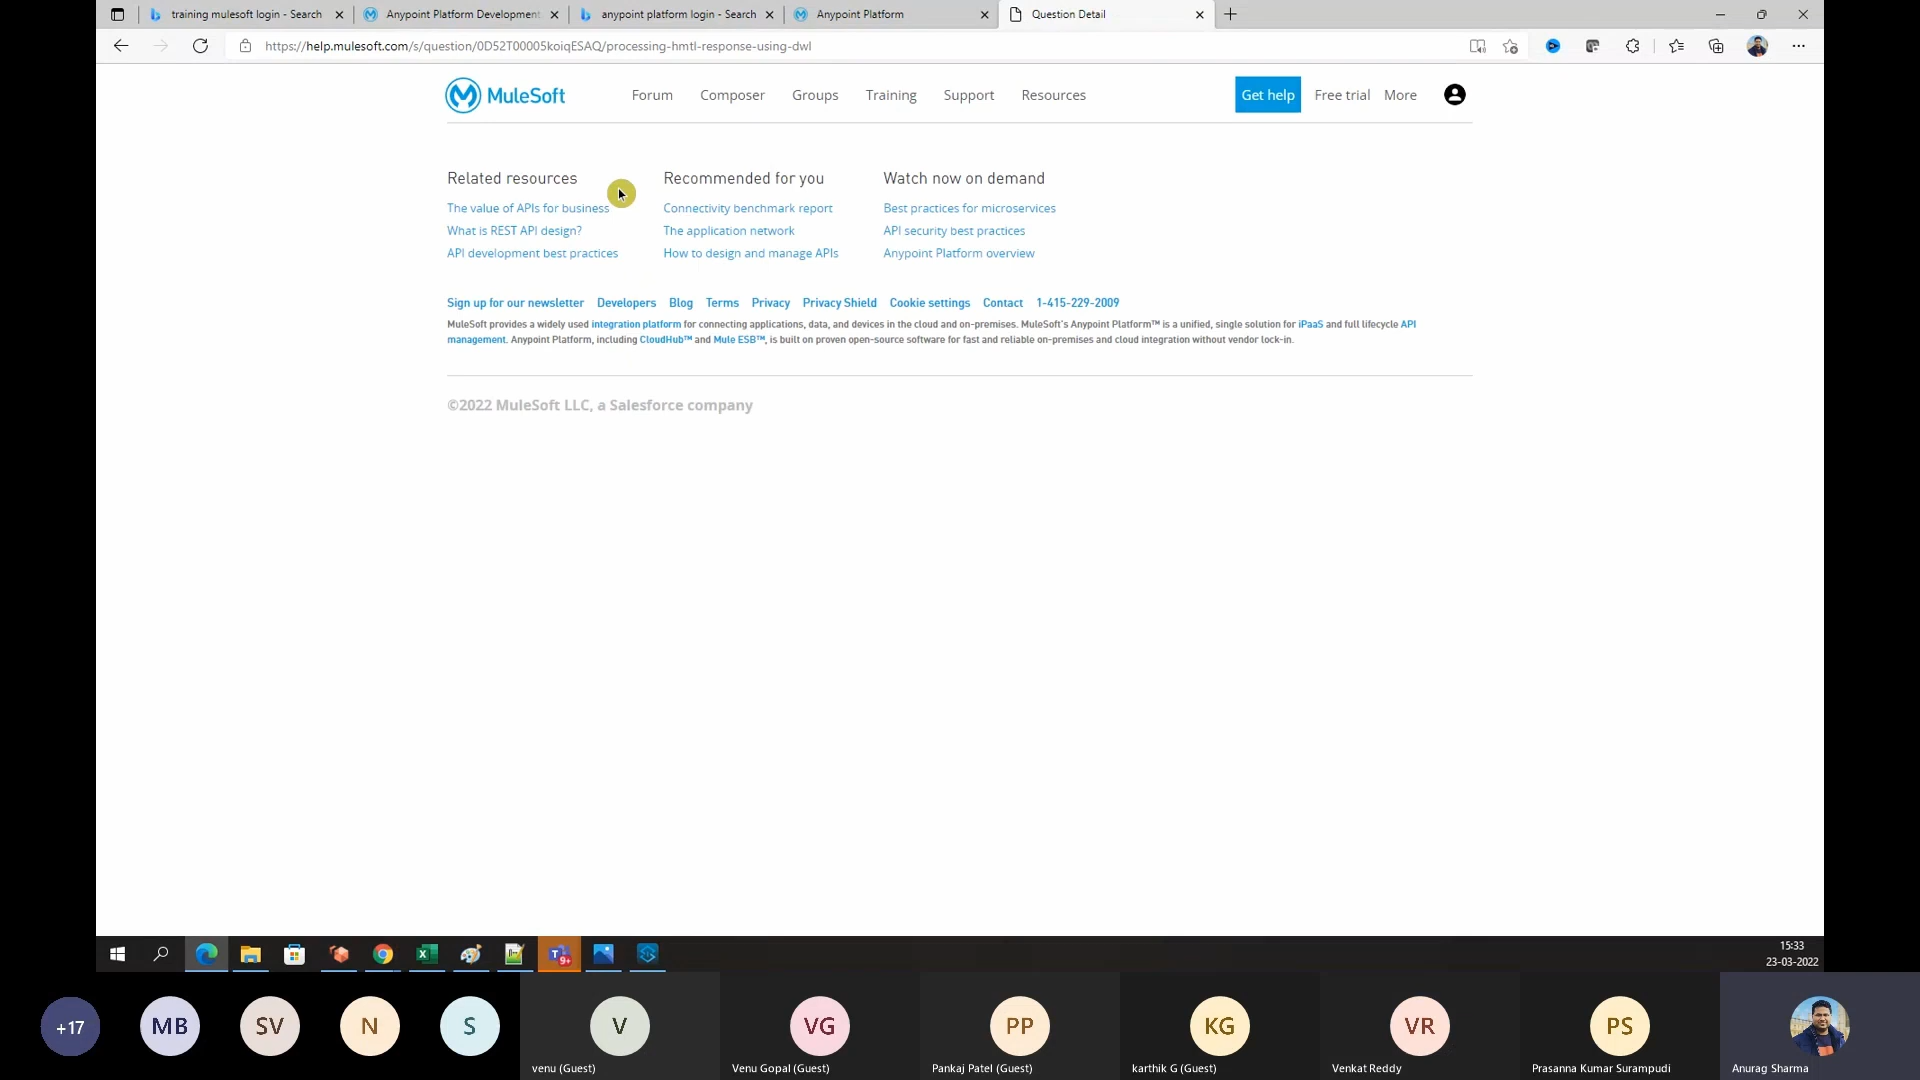 training mulesoft login - Search
Anypoint Platform Development
anypoint platform login - Search
Anypoint Platform
Question Detail
https://help.mulesoft.com/s/question/0D52T00005koiqESAQ/processing-hmtl-response-using-dwl
MuleSoft
Forum Composer Groups Training Support Resources
Get help Free trial More
Related resources
The value of APIs for business
What is REST API design?
API development best practices
Recommended for you
Connectivity benchmark report
The application network
How to design and manage APIs
Watch now on demand
Best practices for microservices
API security best practices
Anypoint Platform overview
Sign up for our newsletter Developers Blog Terms Privacy Privacy Shield Cookie settings Contact 1-415-229-2009
MuleSoft provides a widely used integration platform for connecting applications, data, and devices in the cloud and on-premises. MuleSoft's Anypoint Platform™ is a unified, single solution for iPaaS and full lifecycle API
management. Anypoint Platform, including CloudHub™ and Mule ESB™, is built on proven open-source software for fast and reliable on-premises and cloud integration without vendor lock-in.
©2022 MuleSoft LLC, a Salesforce company
9+
15:33
23-03-2022
+17 MB SV N S V VG PP KG VR PS
venu (Guest) Venu Gopal (Guest) Pankaj Patel (Guest) karthik G (Guest) Venkat Reddy Prasanna Kumar Surampudi Anurag Sharma